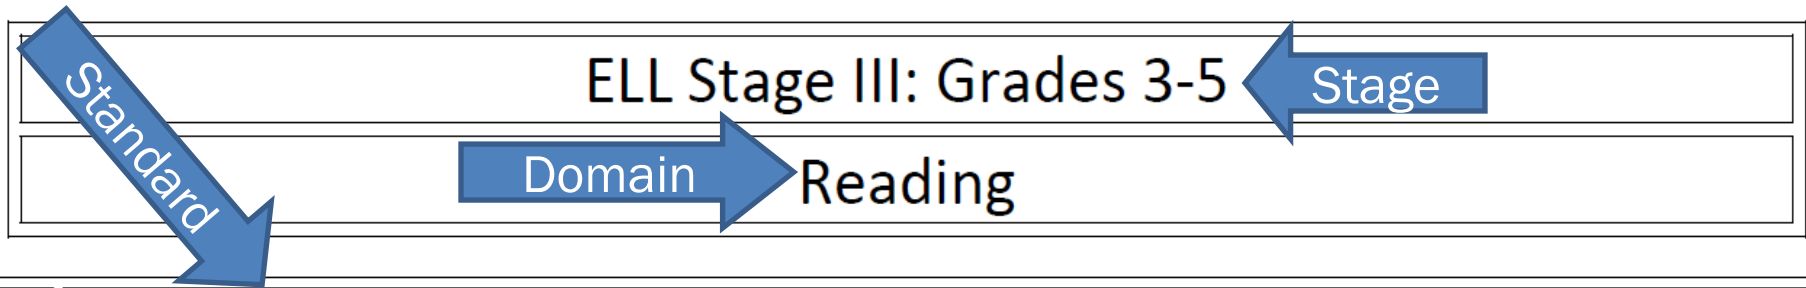 ELL Stage III: Grades 3-5
Stage
Standard
Domain
Reading